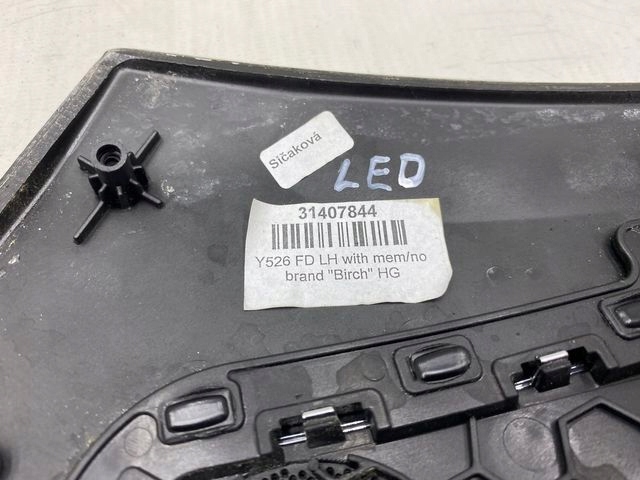 Sičaková
LED
31407844
Y526 FD LH with mem/no
brand "Birch" HG